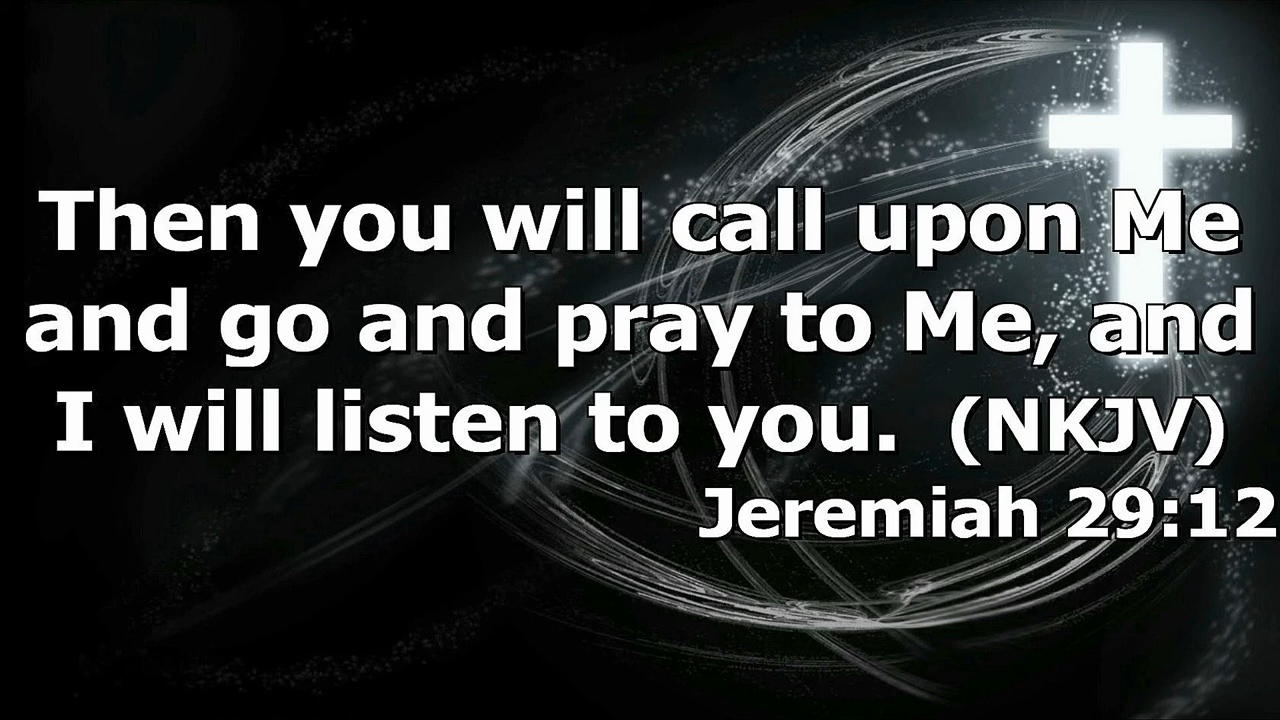 Then you will call upon Me
and go and pray to Me, and
I will listen to you.  (NKJV)
Jeremiah 29:12